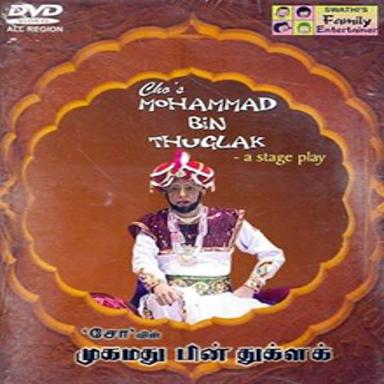 DVD
VIDEO
ALL REGION
SWATHI'S
Family
Entertainer
Cho's
MOHAMMAD
BiN
THUGLAK
- a stage play
'சோ'வின்
முகமது பின் துக்ளக்